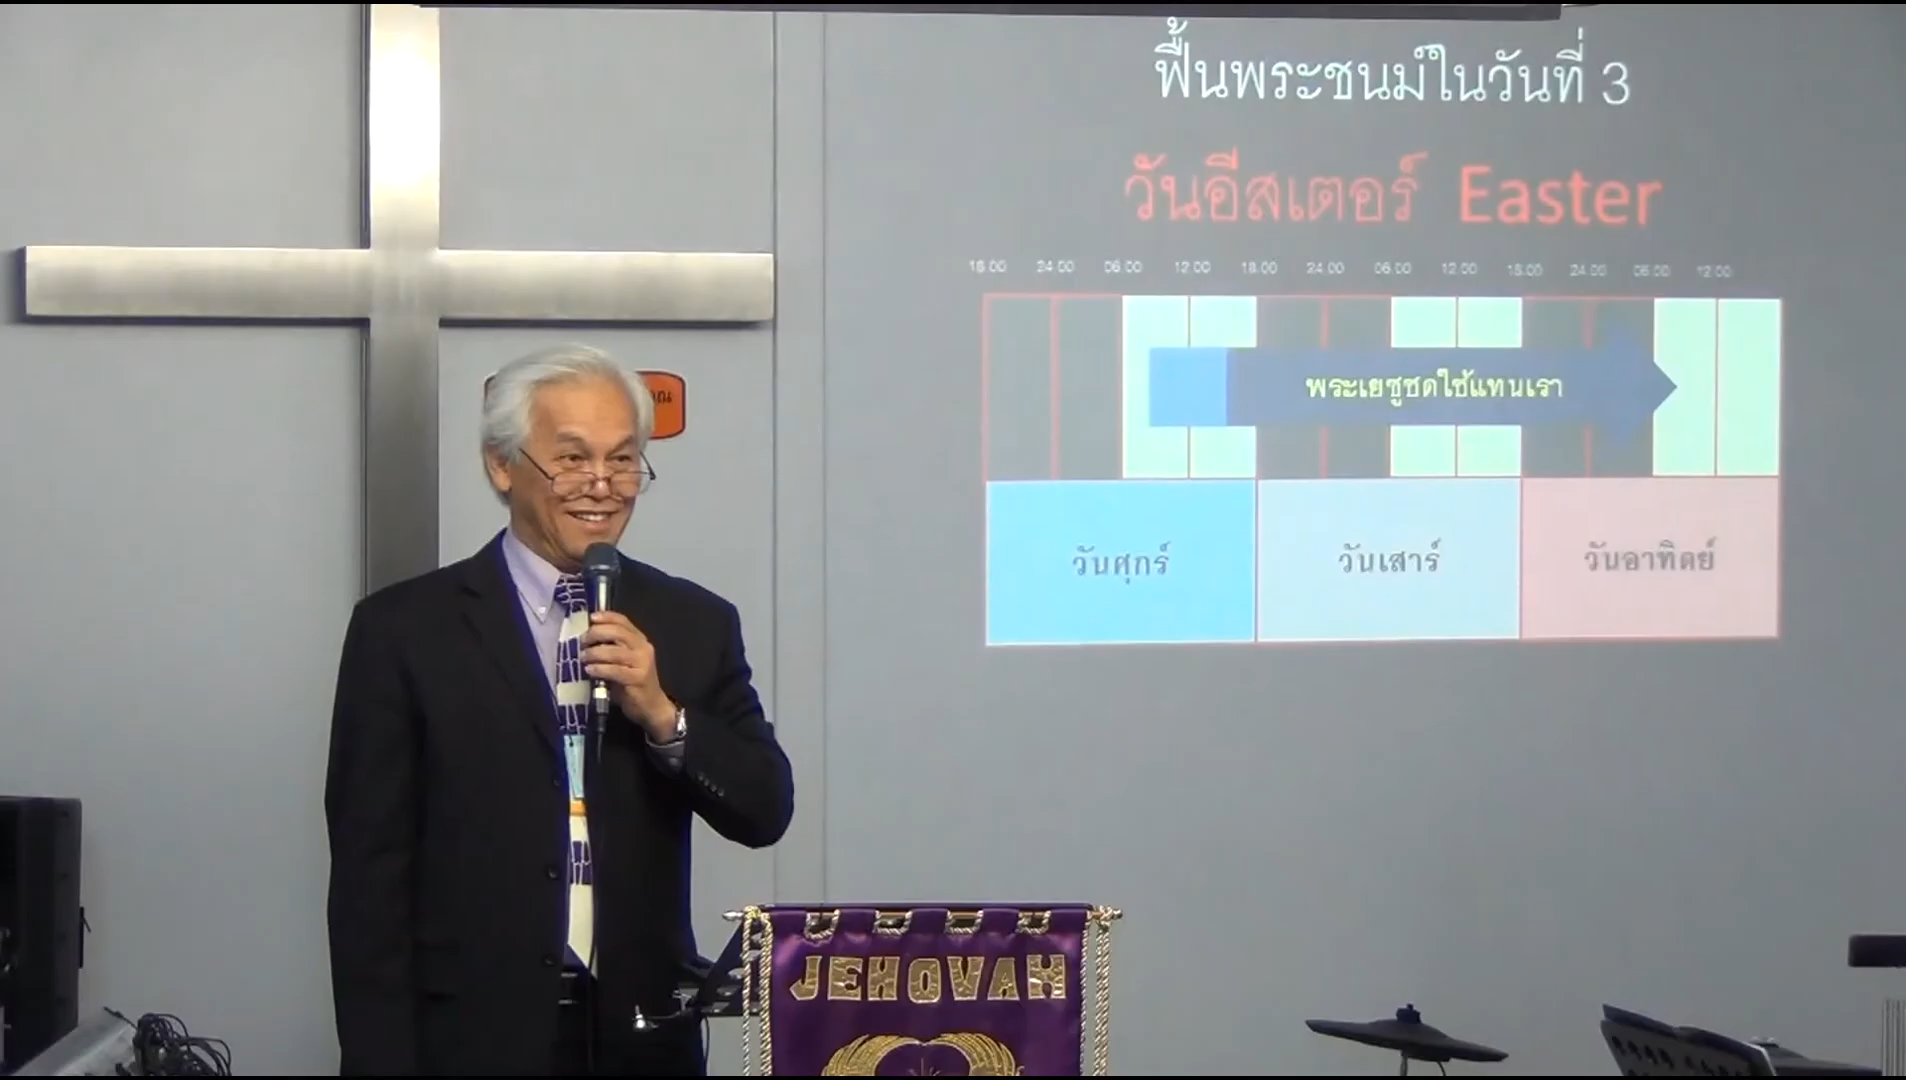 ฟื้นพระชนม์ในวันที่ 3
วันอีสเตอร์ Easter
18.00 24.00 06.00 12.00 18.00 24.00 06.00 12.00 18.00 24.00 06.00 12.00
พระเยซูชดใช้แทนเรา
วันศุกร์ วันเสาร์ วันอาทิตย์
JEHOVAH